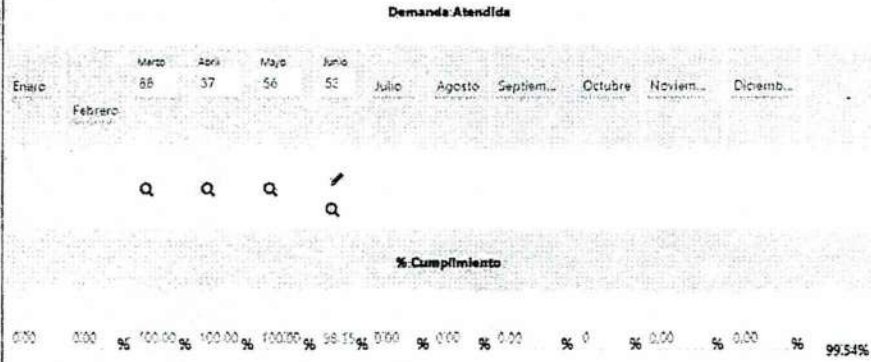 Demanda Atendida
Marzo Abril Mayo Junio
Enero 88 37 56 53 Julio Agosto Septiem... Octubre Noviem... Diciemb...
Febrero
% Cumplimiento
0.00 0.00 % 100.00 % 100.00 % 100.00 % 98.15 % 0.00 % 0.00 % 0.00 % 0 % 0.00 % 0.00 % 99.54%